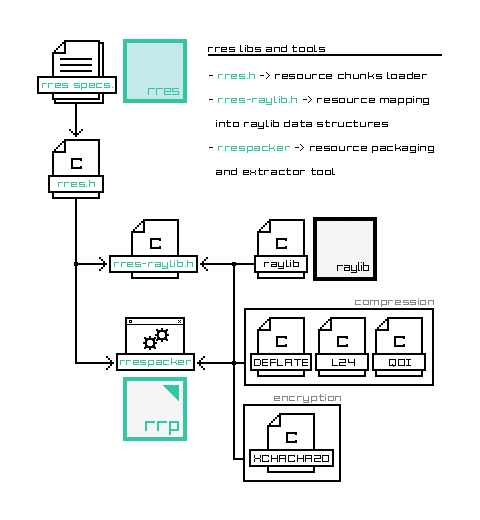 rres libs and tools
rres specs.
rres
- rres.h -> resource chunks loader
- rres-raylib.h -> resource mapping
into raylib data structures
- rrespacker -> resource packaging
and extractor tool
C
rres.h
C
rres-raylib.h
C
raylib
raylib
compression
rrespacker
C
DEFLATE
C
LZ4
C
QOI
rrp
encryption
C
XCHACHA20